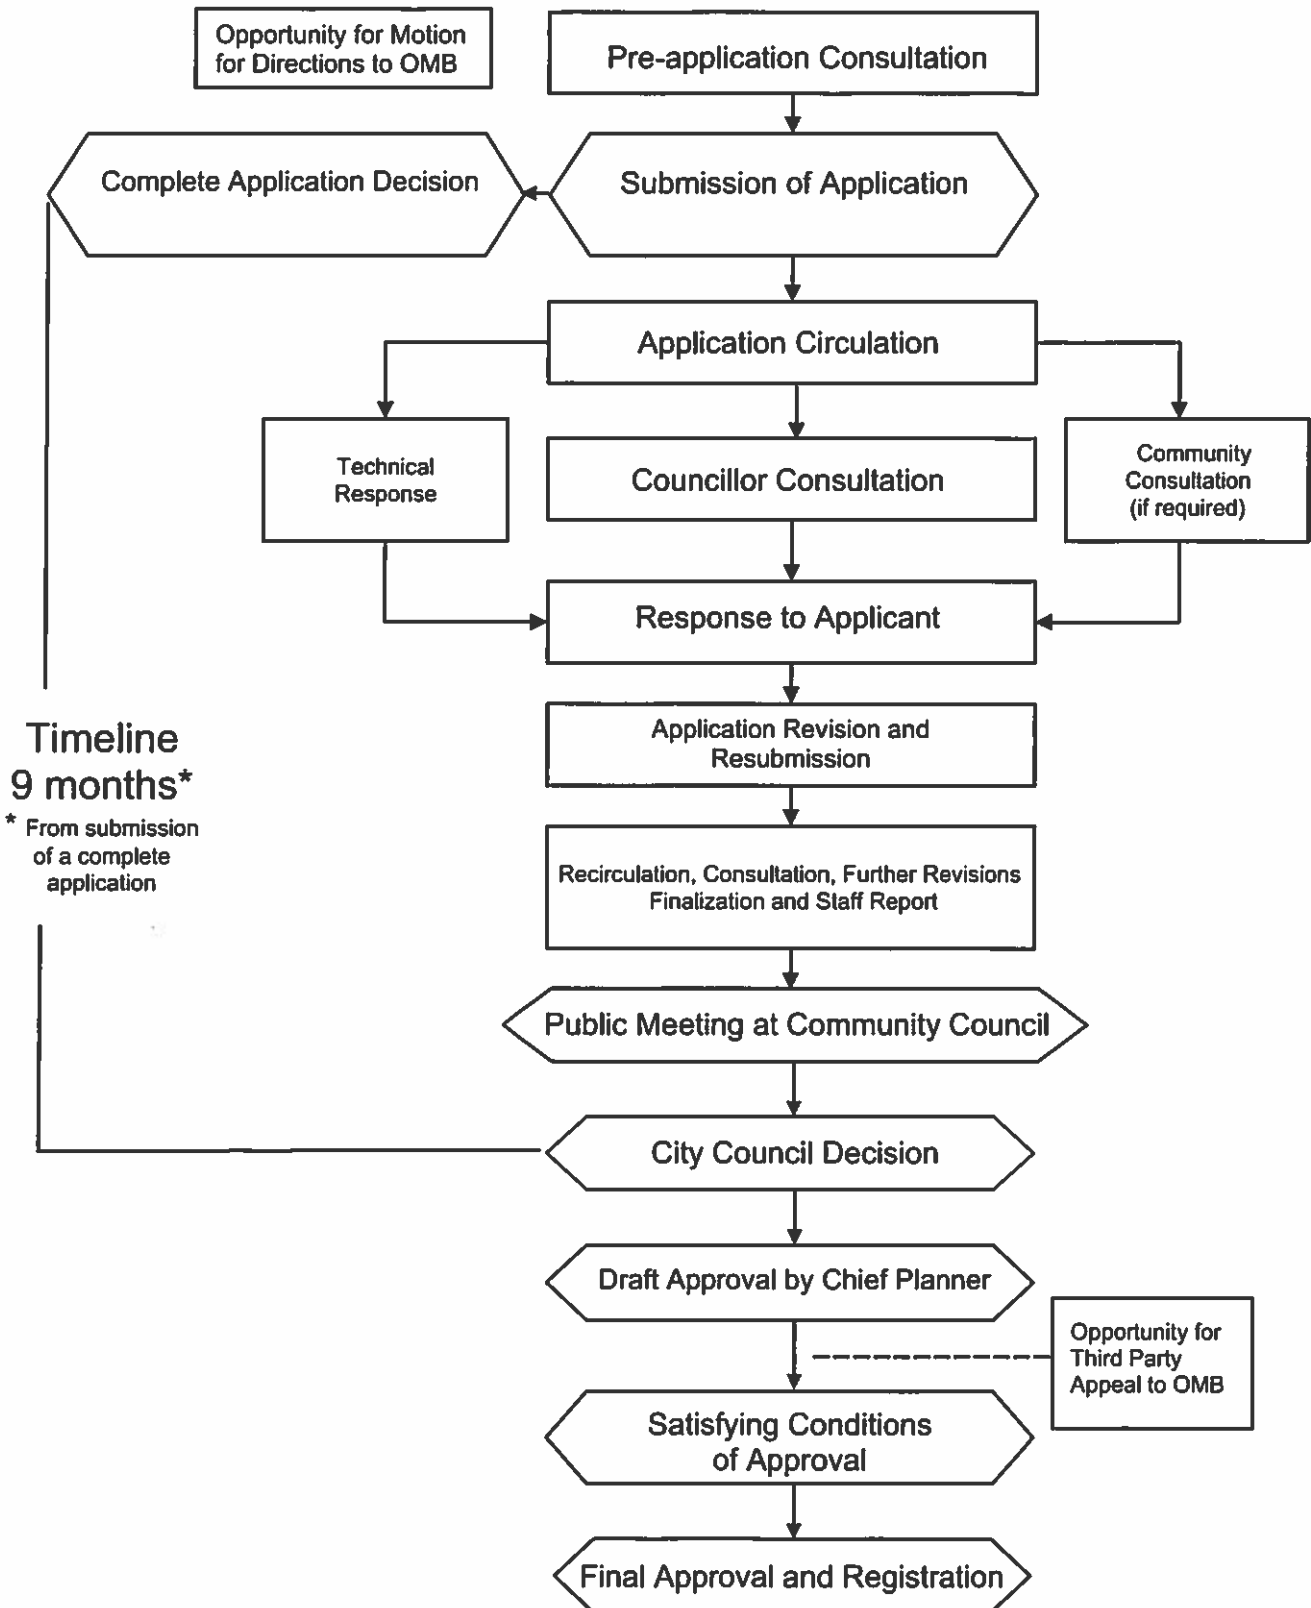 Opportunity for Motion
for Directions to OMB
Pre-application Consultation
Complete Application Decision
Submission of Application
Application Circulation
Technical
Response
Councillor Consultation
Community
Consultation
(if required)
Response to Applicant
Application Revision and
Resubmission
Timeline
9 months*
* From submission
of a complete
application
Recirculation, Consultation, Further Revisions
Finalization and Staff Report
Public Meeting at Community Council
City Council Decision
Draft Approval by Chief Planner
Opportunity for
Third Party
Appeal to OMB
Satisfying Conditions
of Approval
Final Approval and Registration